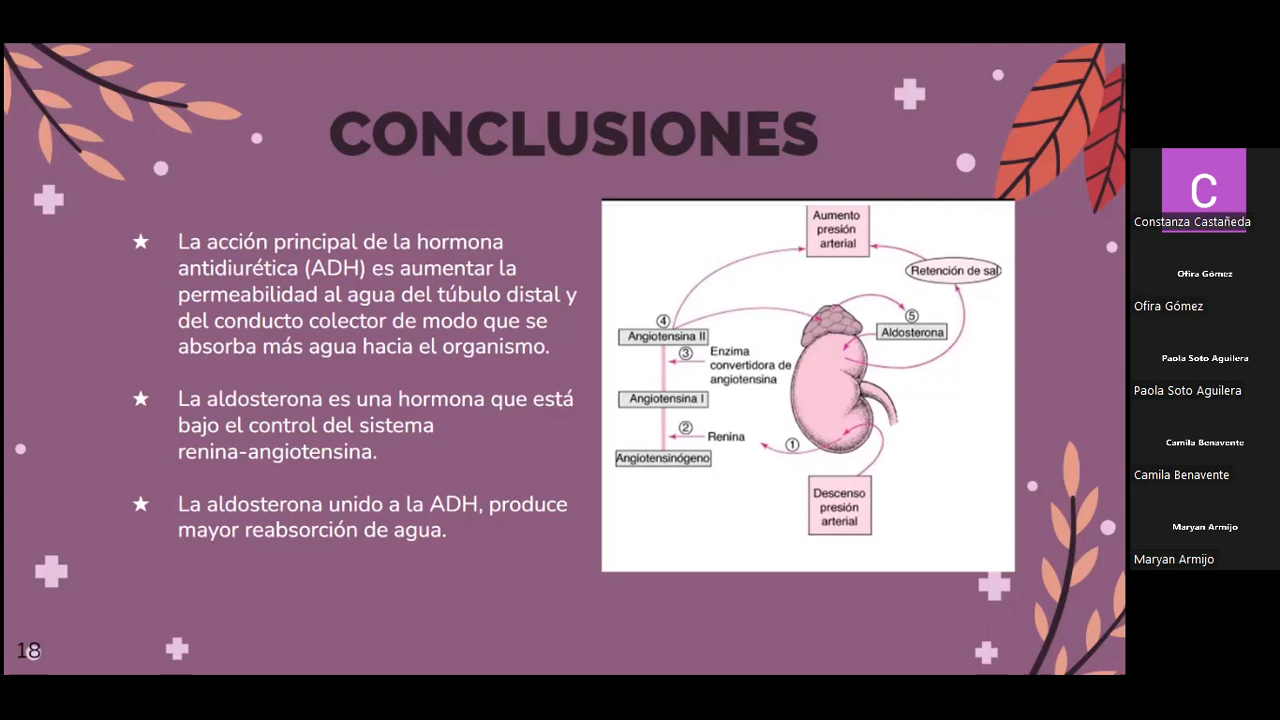 CONCLUSIONES
★ La acción principal de la hormona
antidiurética (ADH) es aumentar la
permeabilidad al agua del túbulo distal y
del conducto colector de modo que se
absorba más agua hacia el organismo.
★ La aldosterona es una hormona que está
bajo el control del sistema
renina-angiotensina.
★ La aldosterona unido a la ADH, produce
mayor reabsorción de agua.
Aumento
presión
arterial
Retención de sal
④
Angiotensina II
⑤
Aldosterona
③
Enzima
convertidora de
angiotensina
Angiotensina I
②
Renina
①
Angiotensinógeno
Descenso
presión
arterial
18
C
Constanza Castañeda
Ofira Gómez
Ofira Gómez
Paola Soto Aguilera
Paola Soto Aguilera
Camila Benavente
Camila Benavente
Maryan Armijo
Maryan Armijo